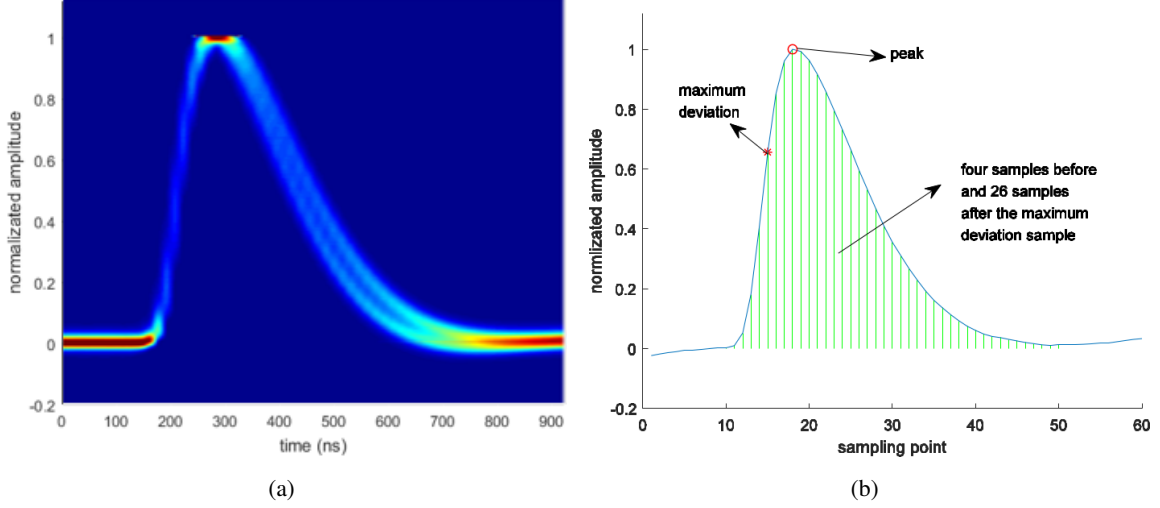 normalizated amplitude
1
0.8
0.6
0.4
0.2
0
-0.2
0 100 200 300 400 500 600 700 800 900
time (ns)
(a)
normlizated amplitude
1
0.8
0.6
0.4
0.2
0
-0.2
peak
maximum
deviation
four samples before
and 26 samples
after the maximum
deviation sample
0 10 20 30 40 50 60
sampling point
(b)